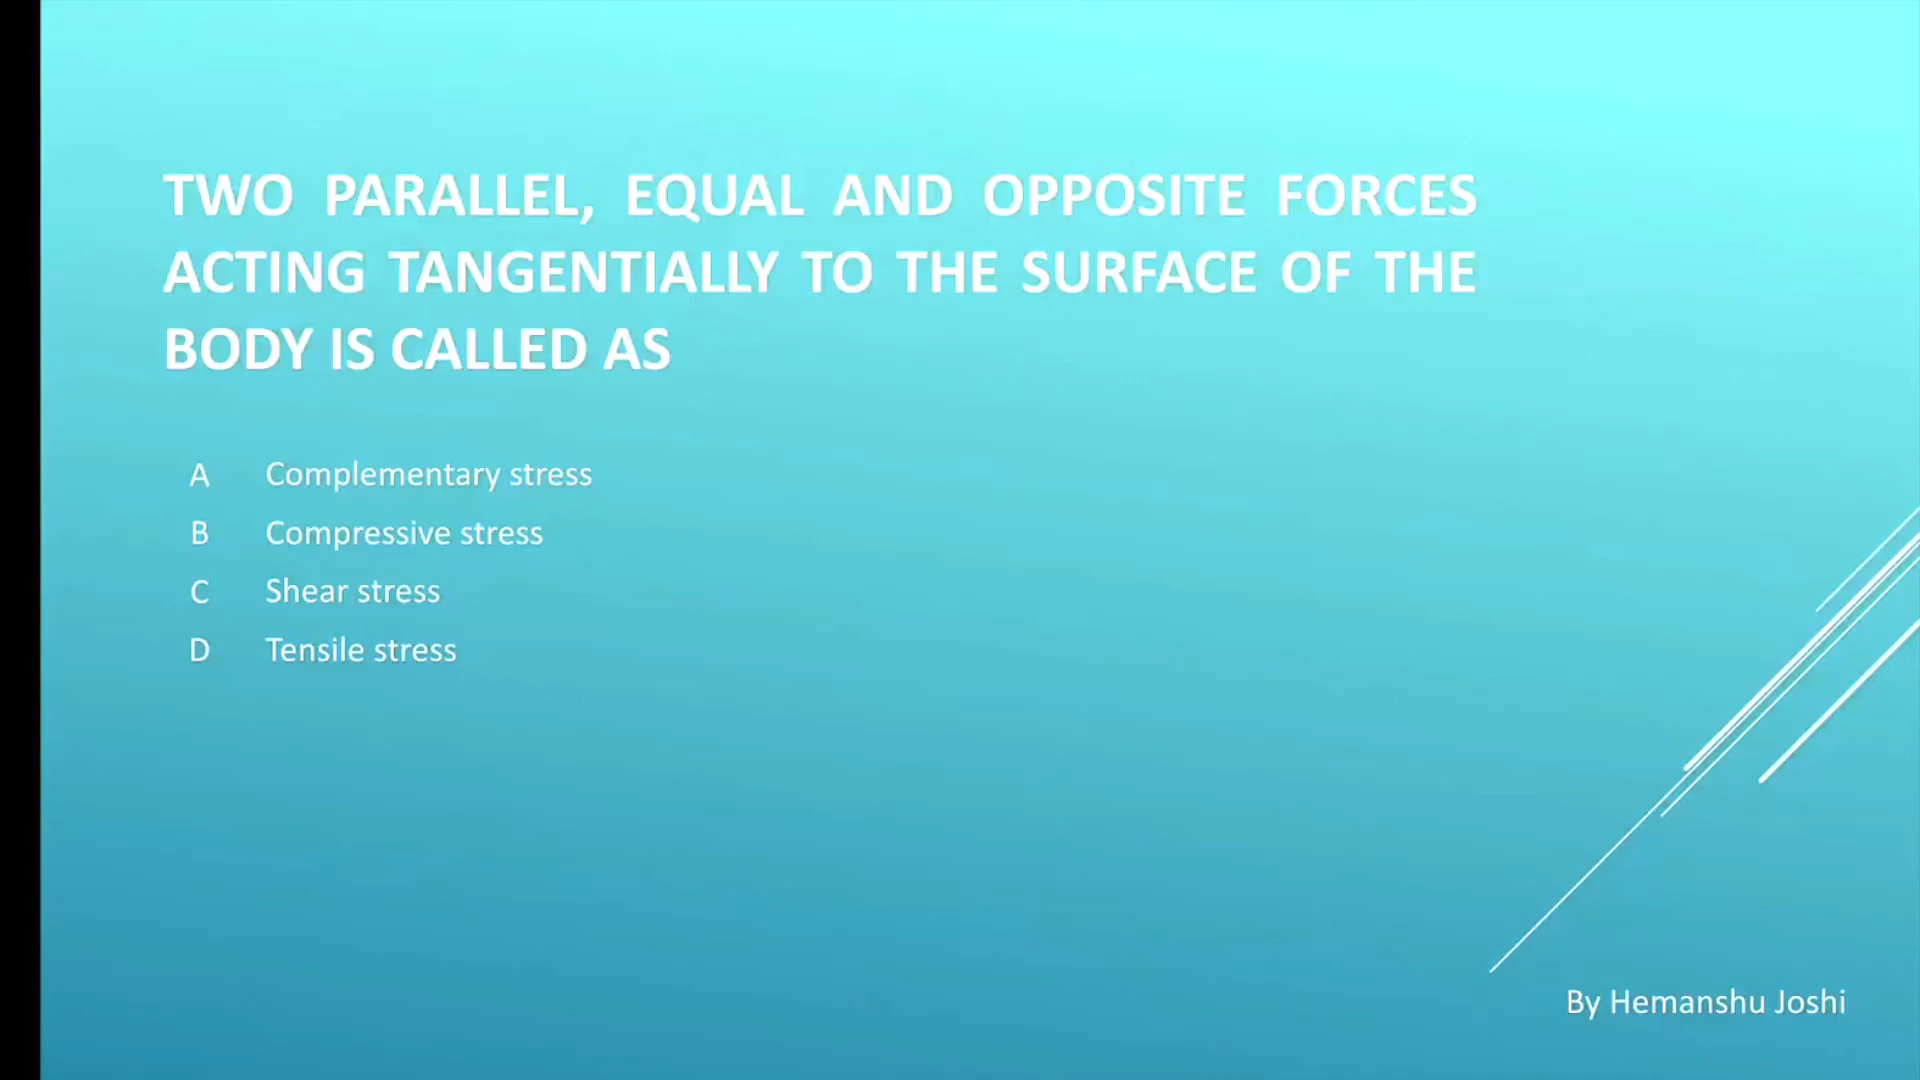 TWO PARALLEL, EQUAL AND OPPOSITE FORCES
ACTING TANGENTIALLY TO THE SURFACE OF THE
BODY IS CALLED AS
A Complementary stress
B Compressive stress
C Shear stress
D Tensile stress
By Hemanshu Joshi